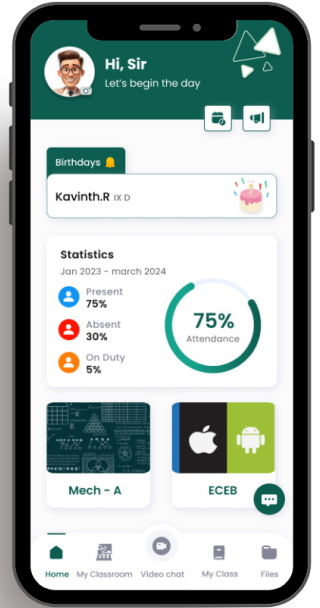 Hi, Sir
Let's begin the day
Birthdays
Kavinth.R IX D
Statistics
Jan 2023 - march 2024
Present
75%
Absent
30%
On Duty
5%
75%
Attendance
Mech - A
ECEB
Home
My Classroom
Video chat
My Class
Files